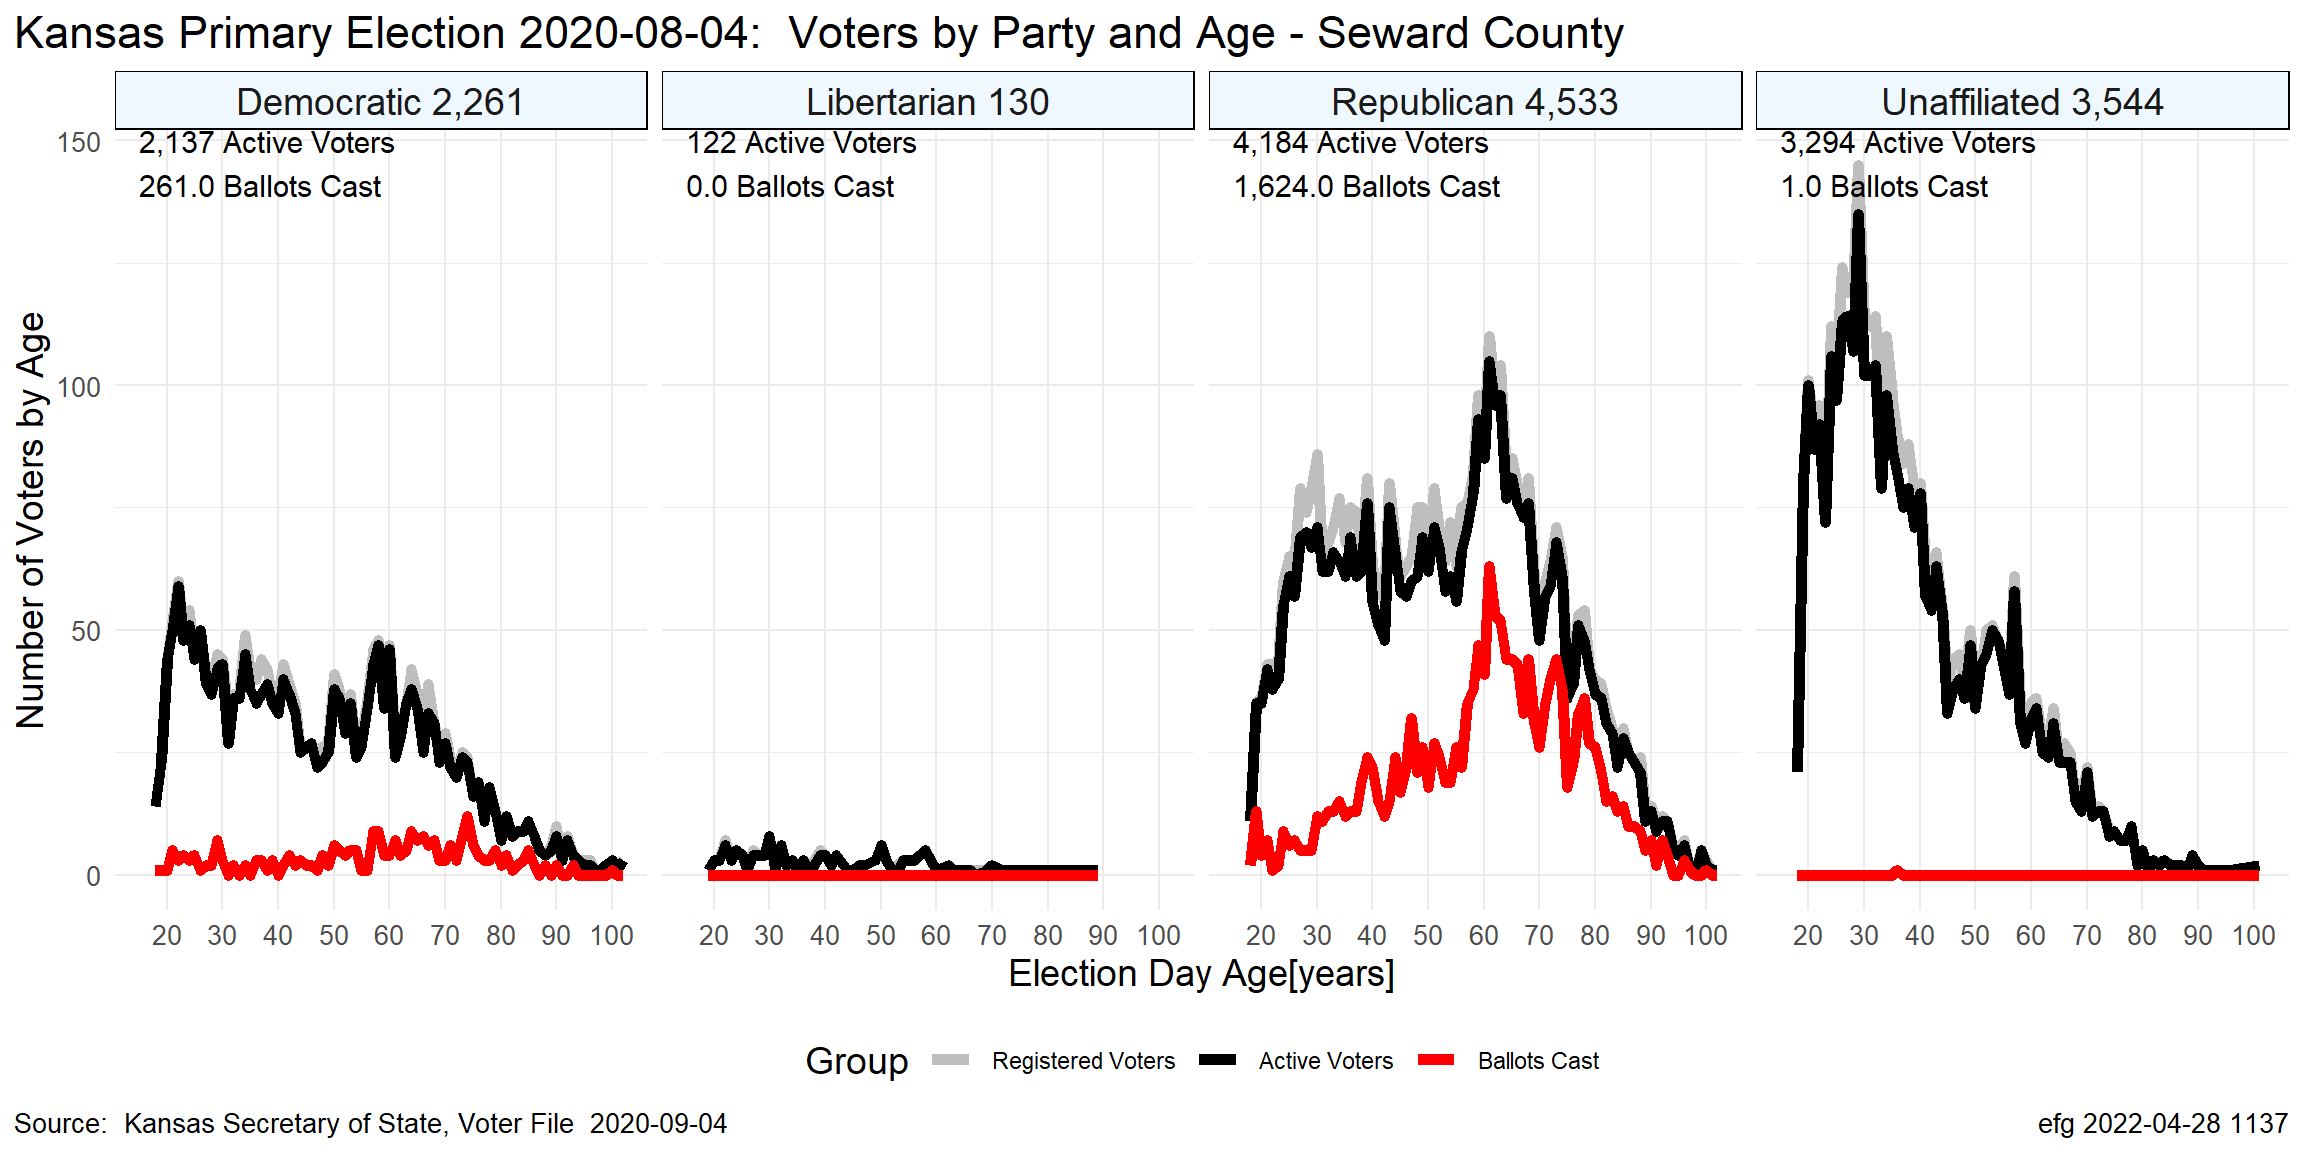 Kansas Primary Election 2020-08-04:  Voters by Party and Age - Seward County
Democratic 2,261
Libertarian 130
Republican 4,533
Unaffiliated 3,544
2,137 Active Voters
261.0 Ballots Cast
122 Active Voters
0.0 Ballots Cast
4,184 Active Voters
1,624.0 Ballots Cast
3,294 Active Voters
1.0 Ballots Cast
Number of Voters by Age
150
100
50
0
20 30 40 50 60 70 80 90 100
20 30 40 50 60 70 80 90 100
20 30 40 50 60 70 80 90 100
20 30 40 50 60 70 80 90 100
Election Day Age[years]
Group Registered Voters Active Voters Ballots Cast
Source:  Kansas Secretary of State, Voter File  2020-09-04
efg 2022-04-28 1137